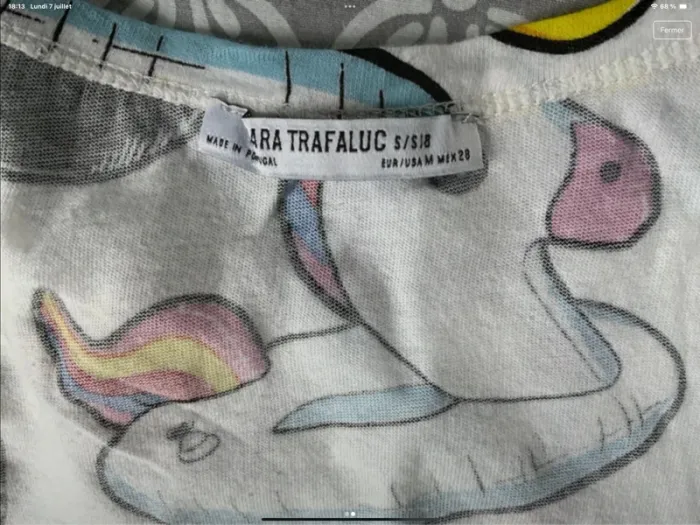 18:13 Lundi 7 juillet
68 %
Fermer
ARA TRAFALUC S/S18
MADE IN PORTUGAL
EUR/USA M MEX 28